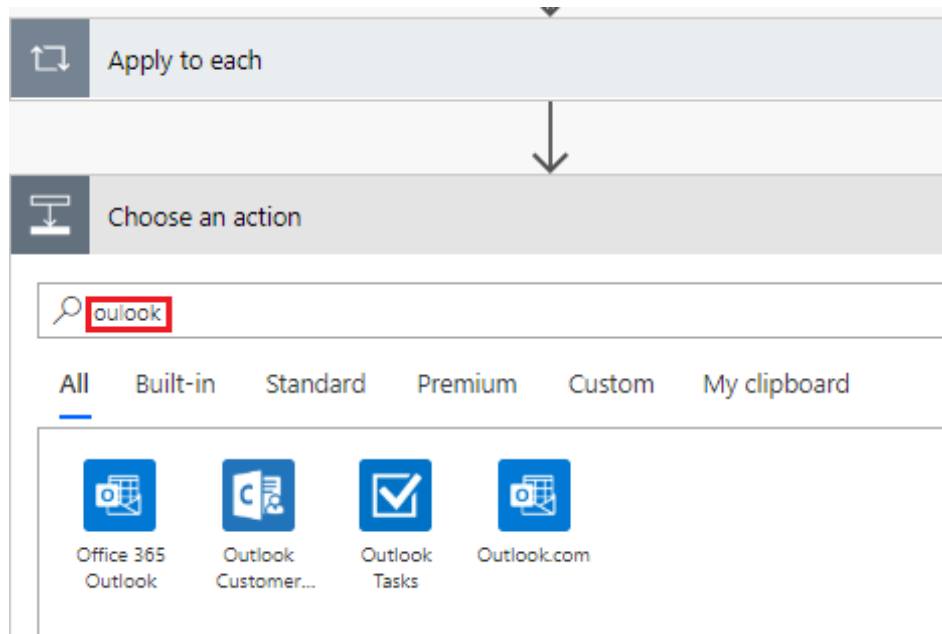 Apply to each
Choose an action
oulook
All Built-in Standard Premium Custom My clipboard
Office 365 Outlook Outlook Outlook.com
Outlook Customer... Tasks